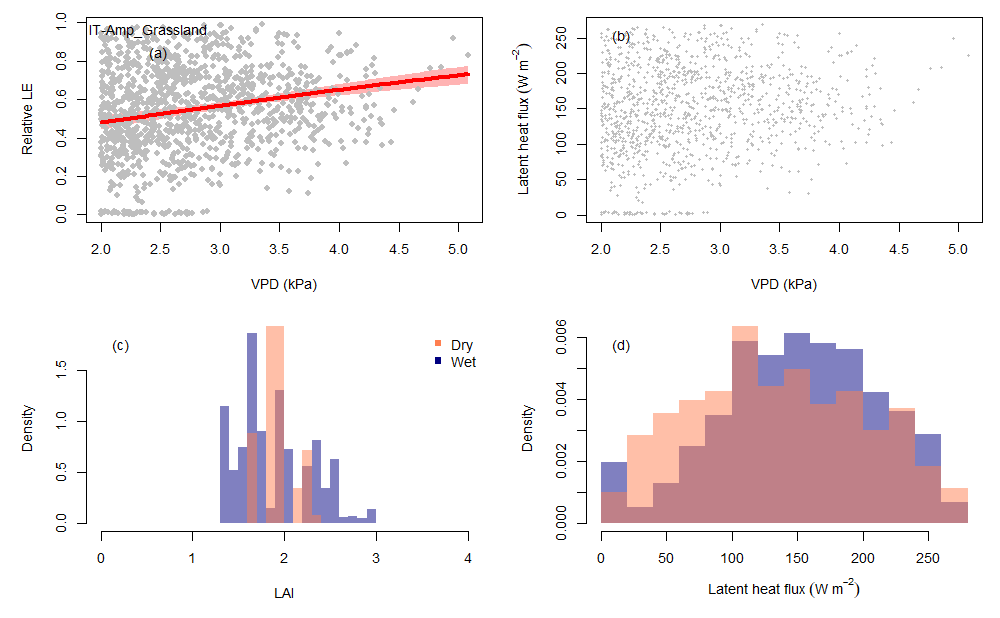 IT-Amp_Grassland
(a)
Relative LE
0.0 0.2 0.4 0.6 0.8 1.0
2.0 2.5 3.0 3.5 4.0 4.5 5.0
VPD (kPa)
(b)
Latent heat flux (W m−2)
0 50 100 150 200 250
2.0 2.5 3.0 3.5 4.0 4.5 5.0
VPD (kPa)
(c)
Dry
Wet
Density
0.0 0.5 1.0 1.5
0 1 2 3 4
LAI
(d)
Density
0.000 0.002 0.004 0.006
0 50 100 150 200 250
Latent heat flux (W m−2)